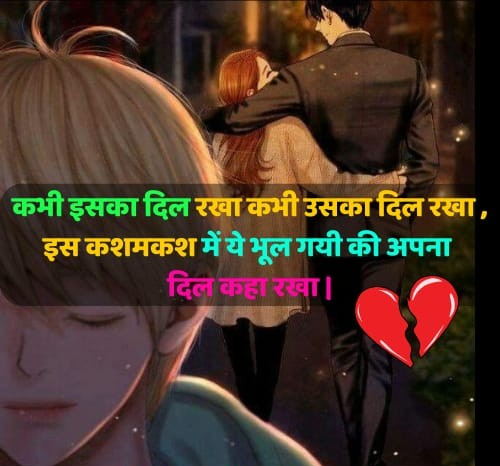 कभी इसका दिल रखा कभी उसका दिल रखा ,
इस कशमकश में ये भूल गयी की अपना
दिल कहा रखा |